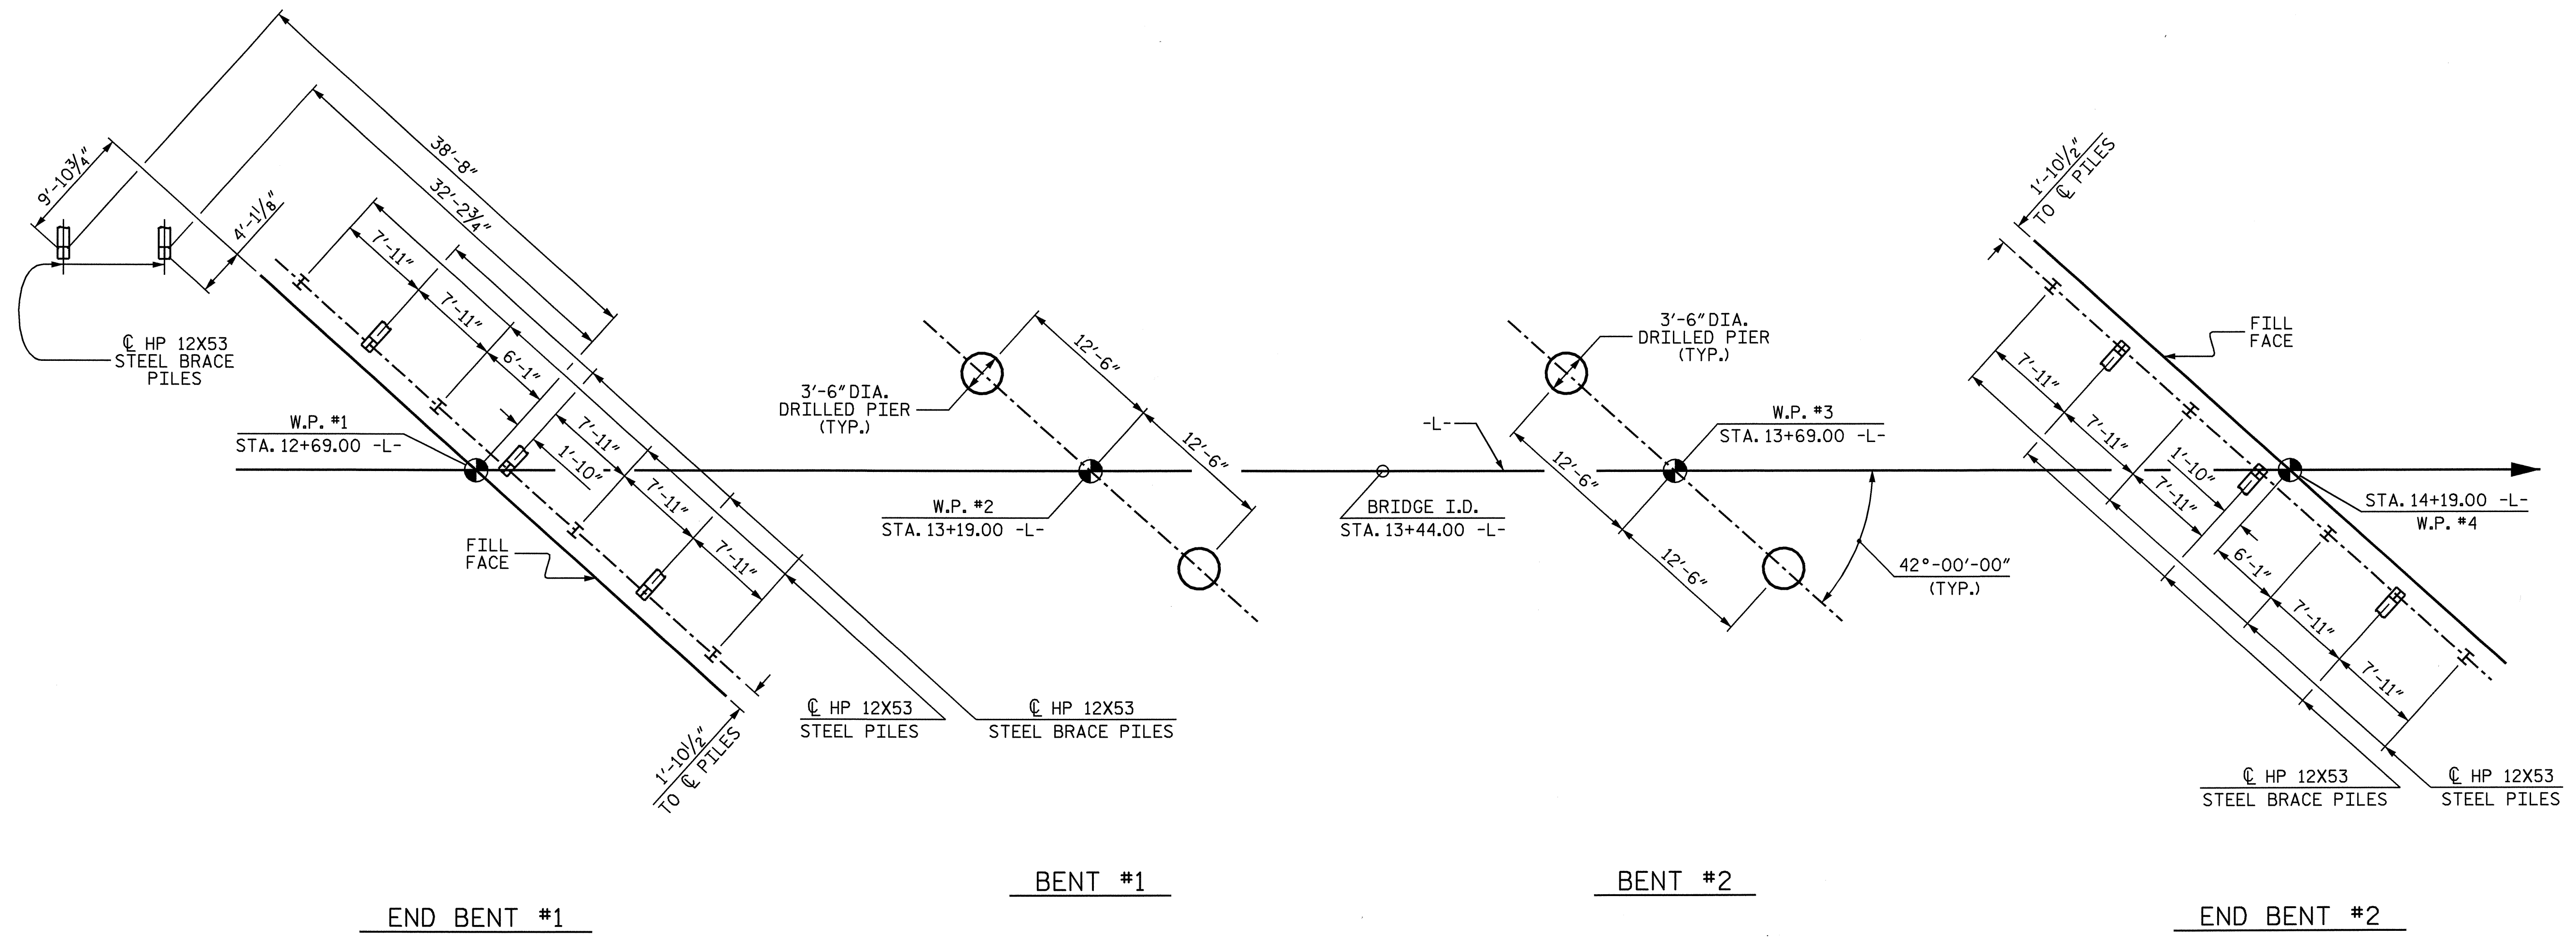 38'-8"
32'-2¾"
9'-10¾"
4'-1⅛"
7'-11"
7'-11"
6'-1"
7'-11"
1'-10"
7'-11"
7'-11"
℄ HP 12X53
STEEL BRACE
PILES
W.P. #1
STA. 12+69.00 -L-
FILL
FACE
1'-10½"
TO ℄ PILES
℄ HP 12X53
STEEL PILES
℄ HP 12X53
STEEL BRACE PILES
END BENT #1
3'-6" DIA.
DRILLED PIER
(TYP.)
12'-6"
12'-6"
W.P. #2
STA. 13+19.00 -L-
BENT #1
-L-
BRIDGE I.D.
STA. 13+44.00 -L-
3'-6" DIA.
DRILLED PIER
(TYP.)
W.P. #3
STA. 13+69.00 -L-
12'-6"
12'-6"
42°-00'-00"
(TYP.)
BENT #2
1'-10½"
TO ℄ PILES
FILL
FACE
7'-11"
7'-11"
1'-10"
7'-11"
6'-1"
7'-11"
7'-11"
STA. 14+19.00 -L-
W.P. #4
℄ HP 12X53
STEEL BRACE PILES
℄ HP 12X53
STEEL PILES
END BENT #2